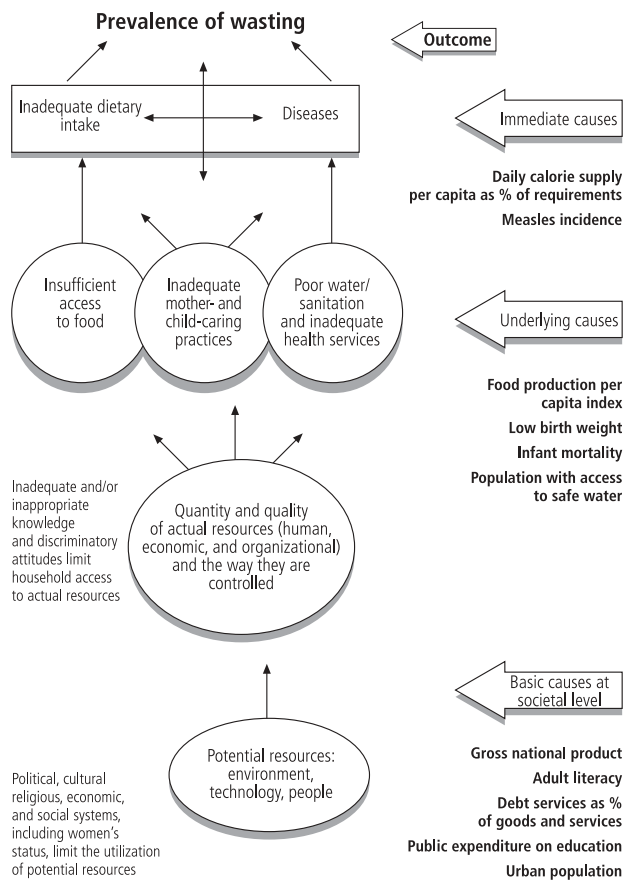 Prevalence of wasting
Outcome
Inadequate dietary
intake
Diseases
Immediate causes
Daily calorie supply
per capita as % of requirements
Measles incidence
Insufficient
access
to food
Inadequate
mother- and
child-caring
practices
Poor water/
sanitation
and inadequate
health services
Underlying causes
Food production per
capita index
Low birth weight
Infant mortality
Population with access
to safe water
Inadequate and/or
inappropriate
knowledge
and discriminatory
attitudes limit
household access
to actual resources
Quantity and quality
of actual resources (human,
economic, and organizational)
and the way they are
controlled
Basic causes at
societal level
Potential resources:
environment,
technology, people
Gross national product
Adult literacy
Debt services as %
of goods and services
Public expenditure on education
Urban population
Political, cultural
religious, economic,
and social systems,
including women's
status, limit the utilization
of potential resources